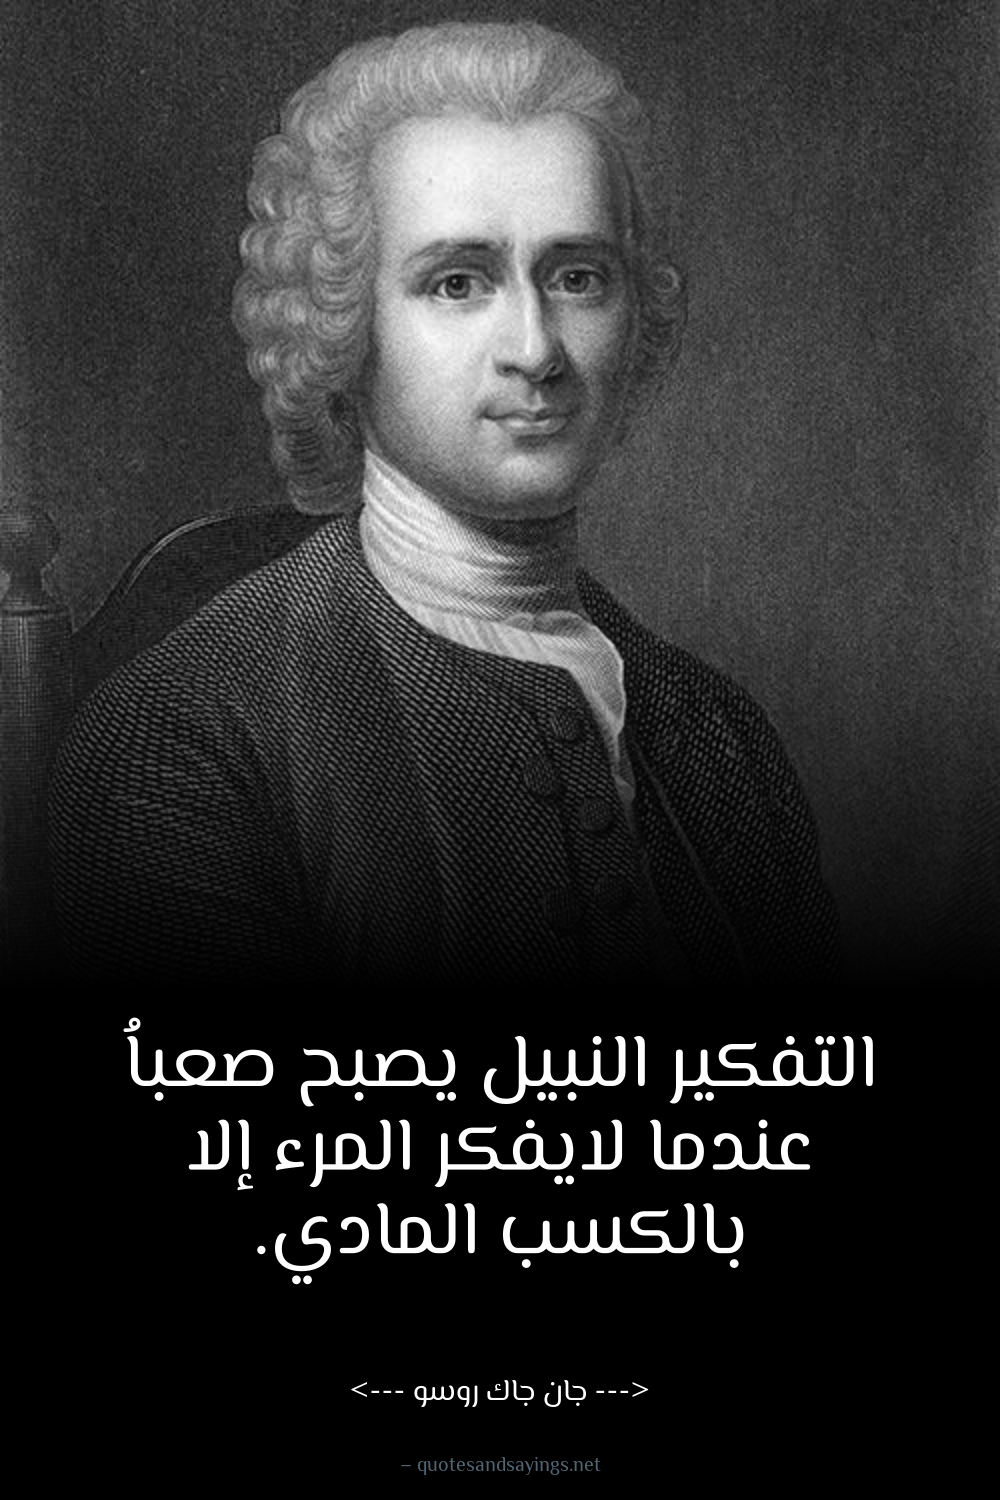 التفكير النبيل يصبح صعباُ
عندما لايفكر المرء إلا
بالكسب المادي.
<--- جان جاك روسو --->
– quotesandsayings.net